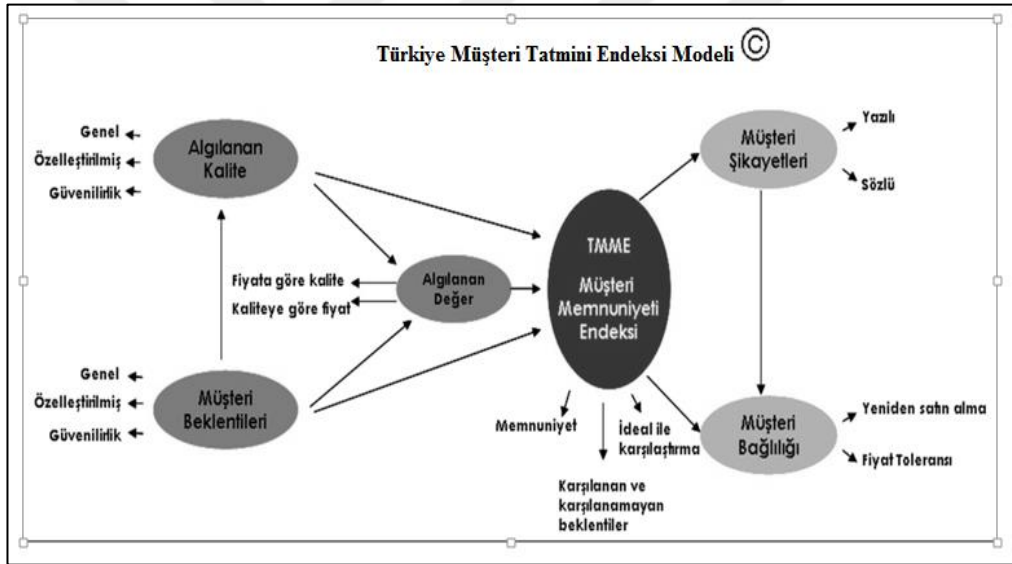 Türkiye Müşteri Tatmini Endeksi Modeli ©
Genel
Özelleştirilmiş
Güvenilirlik
Algılanan
Kalite
Müşteri
Şikayetleri
Yazılı
Sözlü
Fiyata göre kalite
Kaliteye göre fiyat
Algılanan
Değer
TMME
Müşteri
Memnuniyeti
Endeksi
Genel
Özelleştirilmiş
Güvenilirlik
Müşteri
Beklentileri
Memnuniyet
İdeal ile
karşılaştırma
Karşılanan ve
karşılanamayan
beklentiler
Müşteri
Bağlılığı
Yeniden satın alma
Fiyat Toleransı